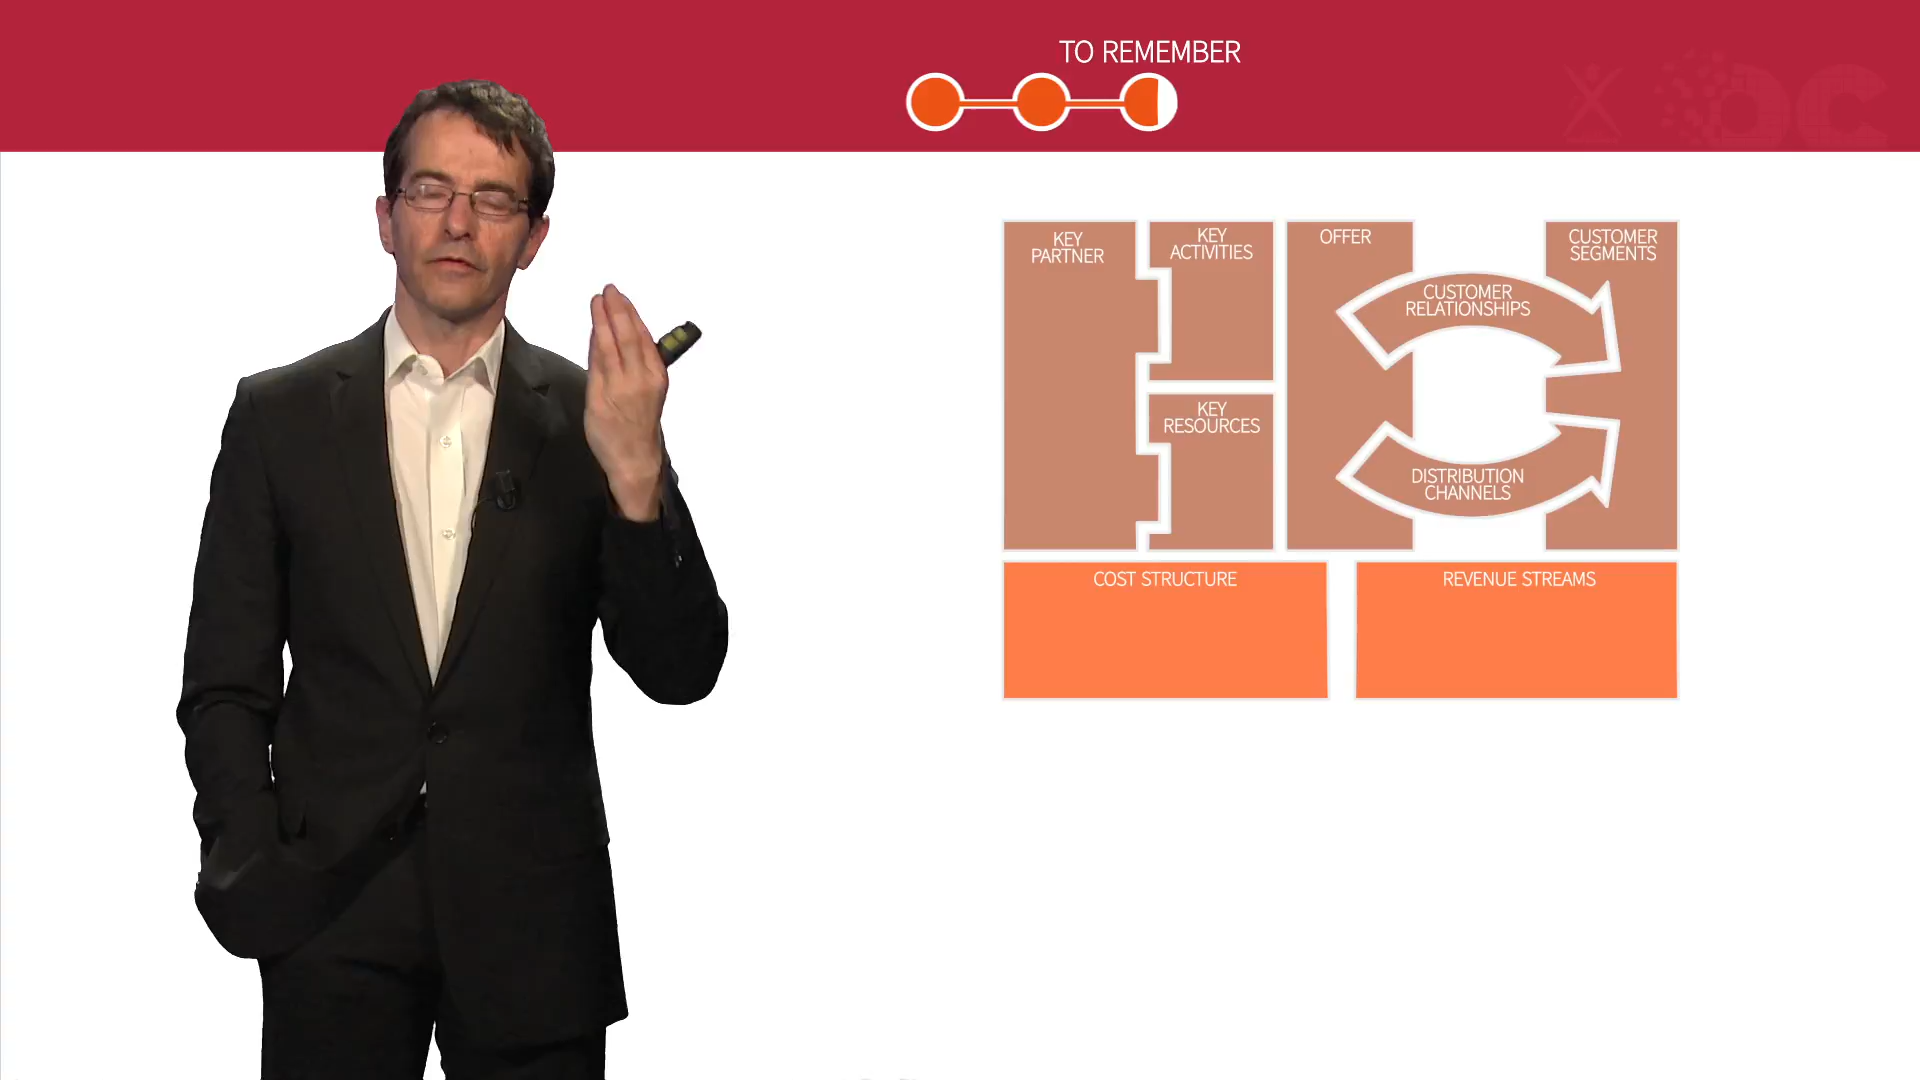 TO REMEMBER
KEY
PARTNER
KEY
ACTIVITIES
OFFER
CUSTOMER
SEGMENTS
CUSTOMER
RELATIONSHIPS
KEY
RESOURCES
DISTRIBUTION
CHANNELS
COST STRUCTURE
REVENUE STREAMS